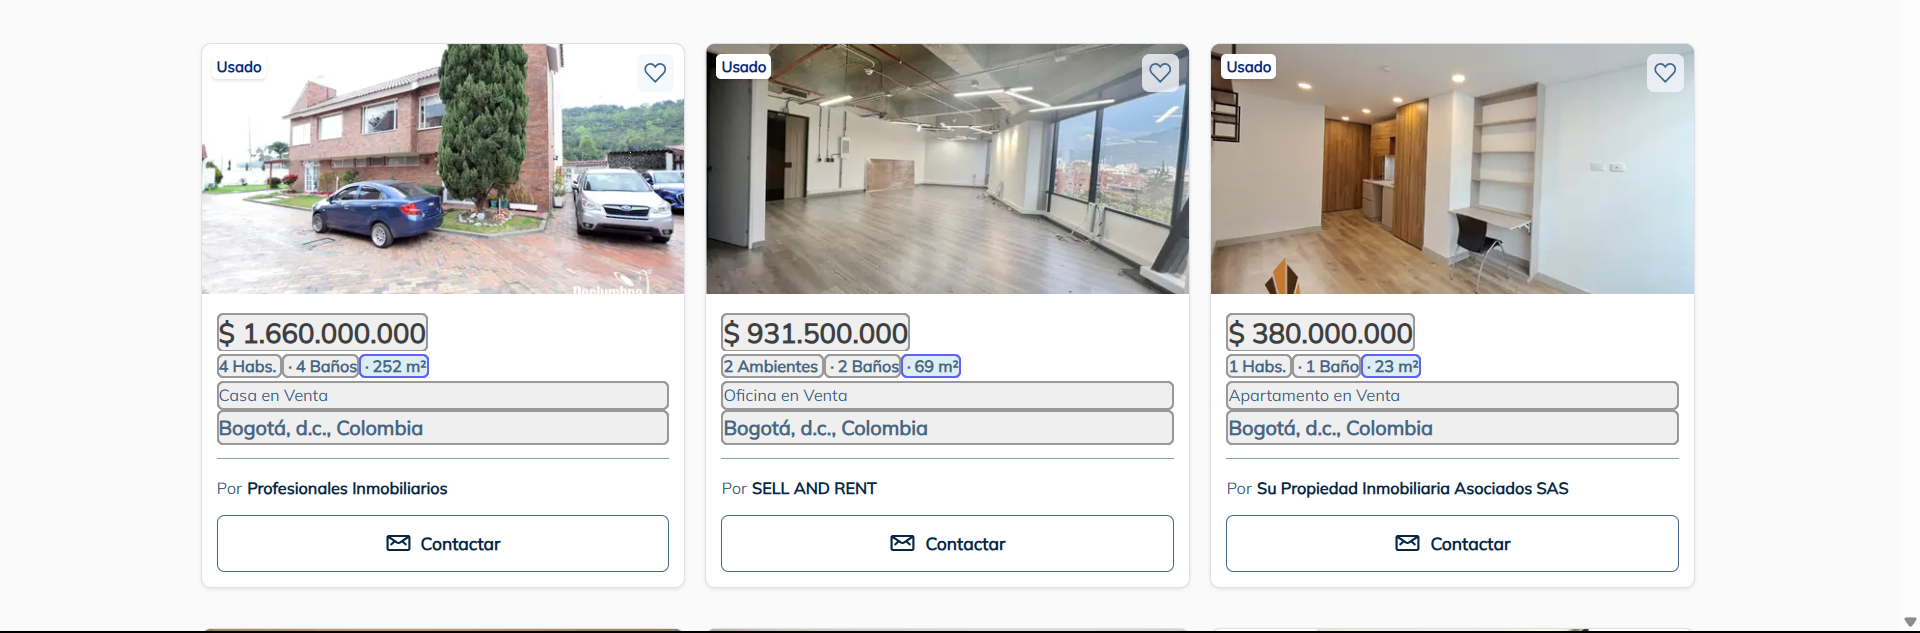 Usado
$ 1.660.000.000
4 Habs. · 4 Baños · 252 m²
Casa en Venta
Bogotá, d.c., Colombia
Por Profesionales Inmobiliarios
Contactar
Usado
$ 931.500.000
2 Ambientes · 2 Baños · 69 m²
Oficina en Venta
Bogotá, d.c., Colombia
Por SELL AND RENT
Contactar
Usado
$ 380.000.000
1 Habs. · 1 Baño · 23 m²
Apartamento en Venta
Bogotá, d.c., Colombia
Por Su Propiedad Inmobiliaria Asociados SAS
Contactar